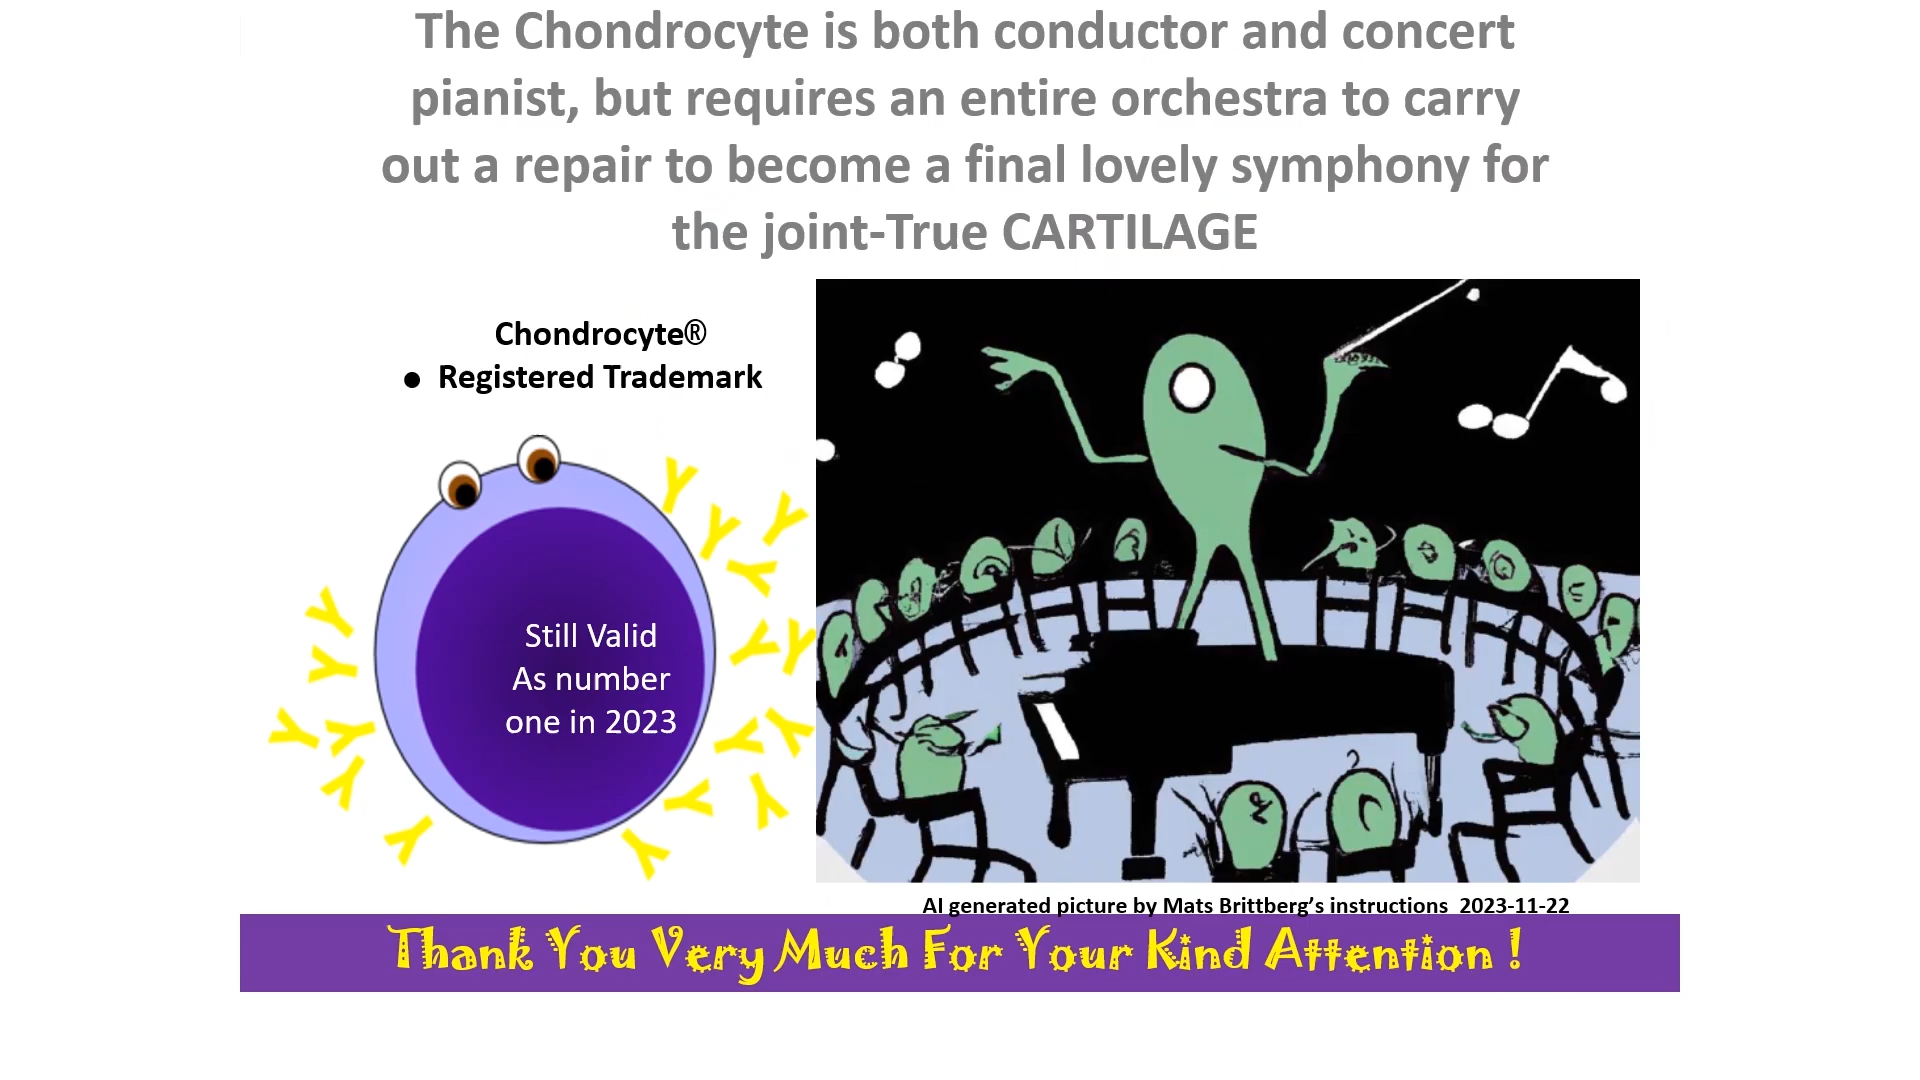 The Chondrocyte is both conductor and concert
pianist, but requires an entire orchestra to carry
out a repair to become a final lovely symphony for
the joint-True CARTILAGE
Chondrocyte®
● Registered Trademark
Still Valid
As number
one in 2023
AI generated picture by Mats Brittberg’s instructions 2023-11-22
Thank You Very Much For Your Kind Attention !